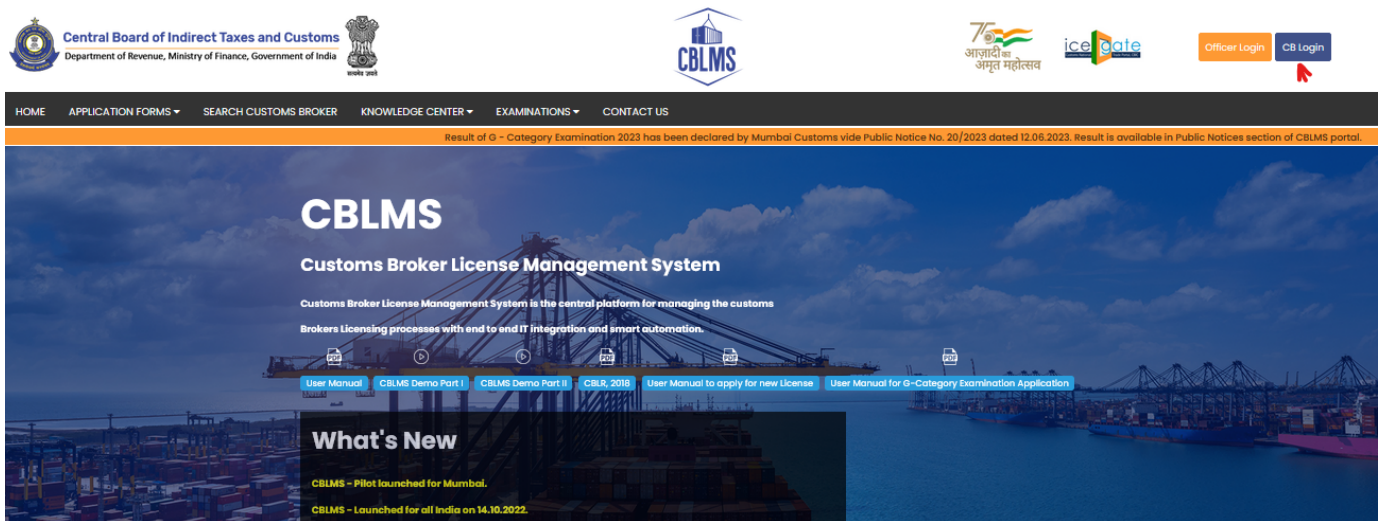 Central Board of Indirect Taxes and Customs
Department of Revenue, Ministry of Finance, Government of India
सत्यमेव जयते
CBLMS
75
आज़ादी का
अमृत महोत्सव
ice gate
Officer Login
CB Login
HOME APPLICATION FORMS SEARCH CUSTOMS BROKER KNOWLEDGE CENTER EXAMINATIONS CONTACT US
Result of G - Category Examination 2023 has been declared by Mumbai Customs vide Public Notice No. 20/2023 dated 12.06.2023. Result is available in Public Notices section of CBLMS portal.
CBLMS
Customs Broker License Management System
Customs Broker License Management System is the central platform for managing the customs
Brokers Licensing processes with end to end IT integration and smart automation.
PDF PDF PDF PDF
User Manual CBLMS Demo Part I CBLMS Demo Part II CBLR, 2018 User Manual to apply for new License User Manual for G-Category Examination Application
What's New
CBLMS - Pilot launched for Mumbai.
CBLMS - Launched for all India on 14.10.2022.